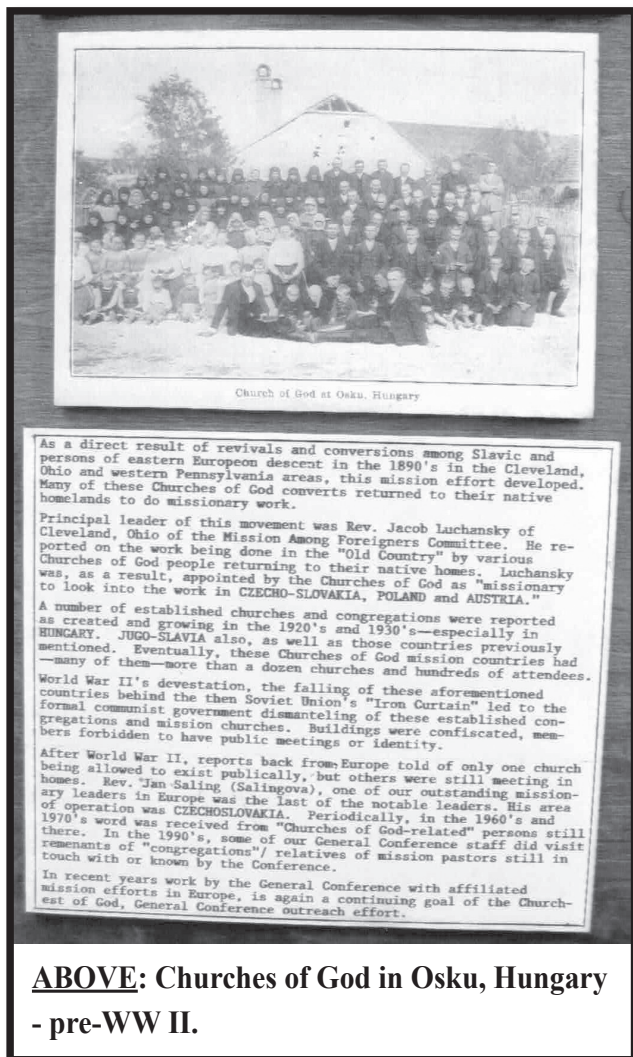 Church of God at Osku, Hungary
As a direct result of revivals and conversions among Slavic and
persons of eastern Europeon descent in the 1890's in the Cleveland,
Ohio and western Pennsylvania areas, this mission effort developed.
Many of these Churches of God converts returned to their native
homelands to do missionary work.
Principal leader of this movement was Rev. Jacob Luchansky of
Cleveland, Ohio of the Mission Among Foreigners Committee. He re-
ported on the work being done in the "Old Country" by various
Churches of God people returning to their native homes. Luchansky
was, as a result, appointed by the Churches of God as "missionary
to look into the work in CZECHO-SLOVAKIA, POLAND and AUSTRIA."
A number of established churches and congregations were reported
as created and growing in the 1920's and 1930's—especially in
HUNGARY. JUGO-SLAVIA also, as well as those countries previously
mentioned. Eventually, these Churches of God mission countries had
—many of them—more than a dozen churches and hundreds of attendees.
World War II's devestation, the falling of these aforementioned
countries behind the then Soviet Union's "Iron Curtain" led to the
formal communist government dismanteling of these established con-
gregations and mission churches. Buildings were confiscated, mem-
bers forbidden to have public meetings or identity.
After World War II, reports back from Europe told of only one church
being allowed to exist publically, but others were still meeting in
homes. Rev. Jan Saling (Salingova), one of our outstanding mission-
ary leaders in Europe was the last of the notable leaders. His area
of operation was CZECHOSLOVAKIA. Periodically, in the 1960's and
1970's word was received from "Churches of God-related" persons still
there. In the 1990's, some of our General Conference staff did visit
remenants of "congregations"/ relatives of mission pastors still in
touch with or known by the Conference.
In recent years work by the General Conference with affiliated
mission efforts in Europe, is again a continuing goal of the Church-
est of God, General Conference outreach effort.
ABOVE: Churches of God in Osku, Hungary
- pre-WW II.